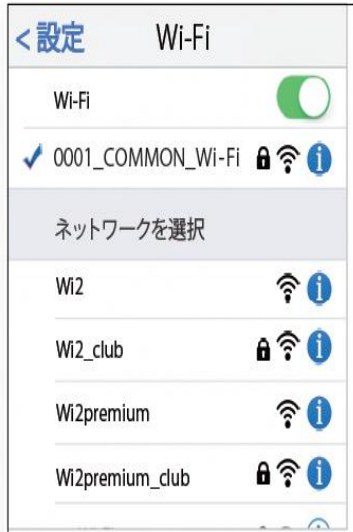 <設定 Wi-Fi
Wi-Fi
0001_COMMON_Wi-Fi
ネットワークを選択
Wi2
Wi2_club
Wi2premium
Wi2premium_club